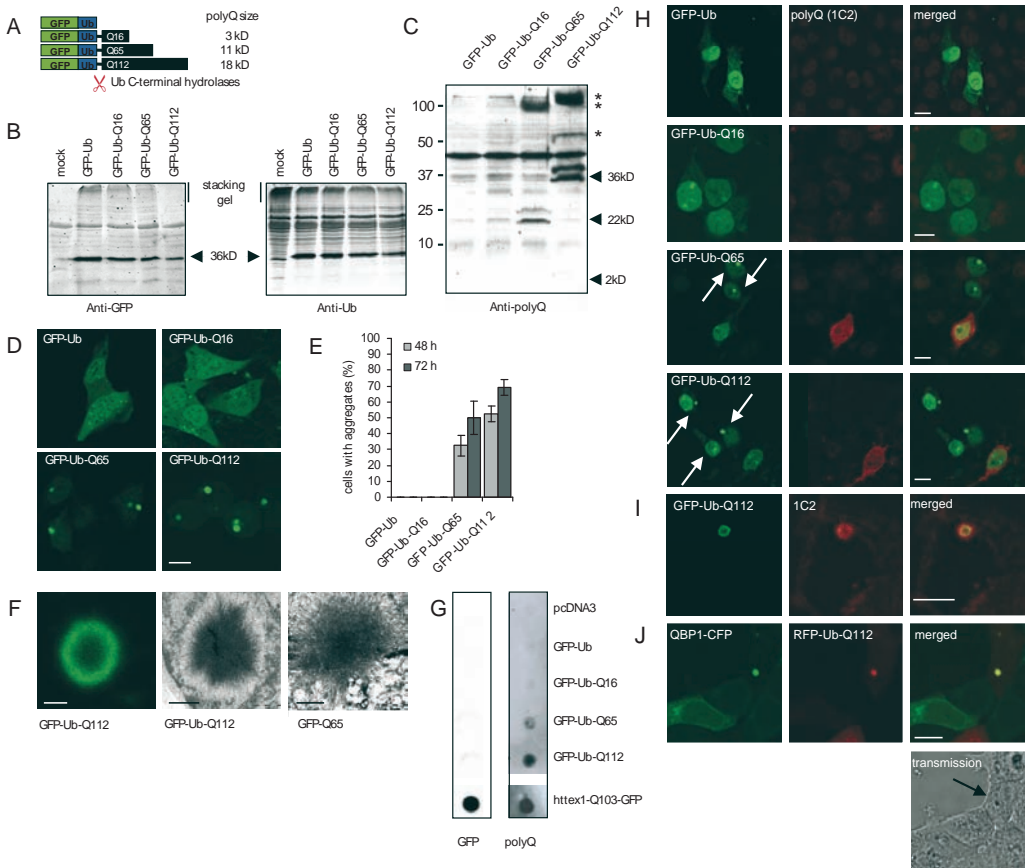 A
polyQ size
GFP Ub
GFP Ub Q16 3 kD
GFP Ub Q65 11 kD
GFP Ub Q112 18 kD
Ub C-terminal hydrolases
B
mock GFP-Ub GFP-Ub-Q16 GFP-Ub-Q65 GFP-Ub-Q112
stacking
gel
mock GFP-Ub GFP-Ub-Q16 GFP-Ub-Q65 GFP-Ub-Q112
36kD
Anti-GFP
Anti-Ub
C
GFP-Ub GFP-Ub-Q16 GFP-Ub-Q65 GFP-Ub-Q112
100
50
37
25
10
*
*
*
36kD
22kD
2kD
Anti-polyQ
D
GFP-Ub
GFP-Ub-Q16
GFP-Ub-Q65
GFP-Ub-Q112
E
48 h
72 h
cells with aggregates (%)
100
90
80
70
60
50
40
30
20
10
0
GFP-Ub
GFP-Ub-Q16
GFP-Ub-Q65
GFP-Ub-Q11 2
F
GFP-Ub-Q112
GFP-Ub-Q112
GFP-Q65
G
pcDNA3
GFP-Ub
GFP-Ub-Q16
GFP-Ub-Q65
GFP-Ub-Q112
httex1-Q103-GFP
GFP
polyQ
H
GFP-Ub
polyQ (1C2)
merged
GFP-Ub-Q16
GFP-Ub-Q65
GFP-Ub-Q112
I
GFP-Ub-Q112
1C2
merged
J
QBP1-CFP
RFP-Ub-Q112
merged
transmission